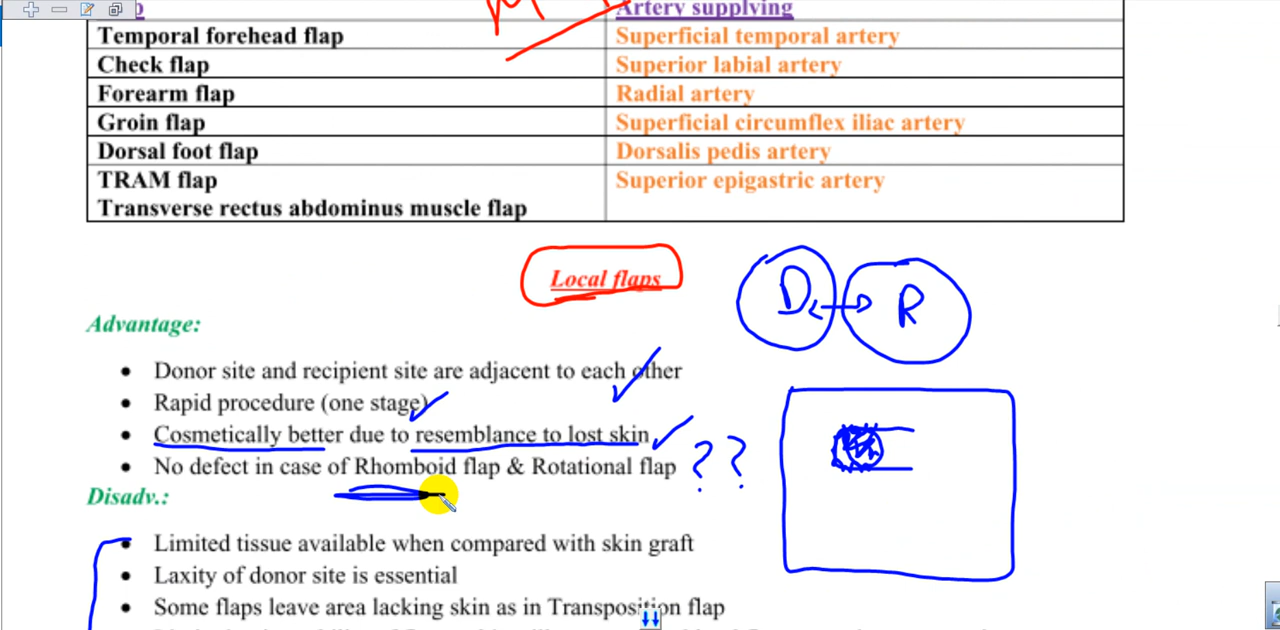 Artery supplying
Temporal forehead flap Superficial temporal artery
Check flap Superior labial artery
Forearm flap Radial artery
Groin flap Superficial circumflex iliac artery
Dorsal foot flap Dorsalis pedis artery
TRAM flap Superior epigastric artery
Transverse rectus abdominus muscle flap
Local flaps
D R
Advantage:
• Donor site and recipient site are adjacent to each other
• Rapid procedure (one stage)
• Cosmetically better due to resemblance to lost skin
• No defect in case of Rhomboid flap & Rotational flap ??
Disadv.:
• Limited tissue available when compared with skin graft
• Laxity of donor site is essential
• Some flaps leave area lacking skin as in Transposition flap